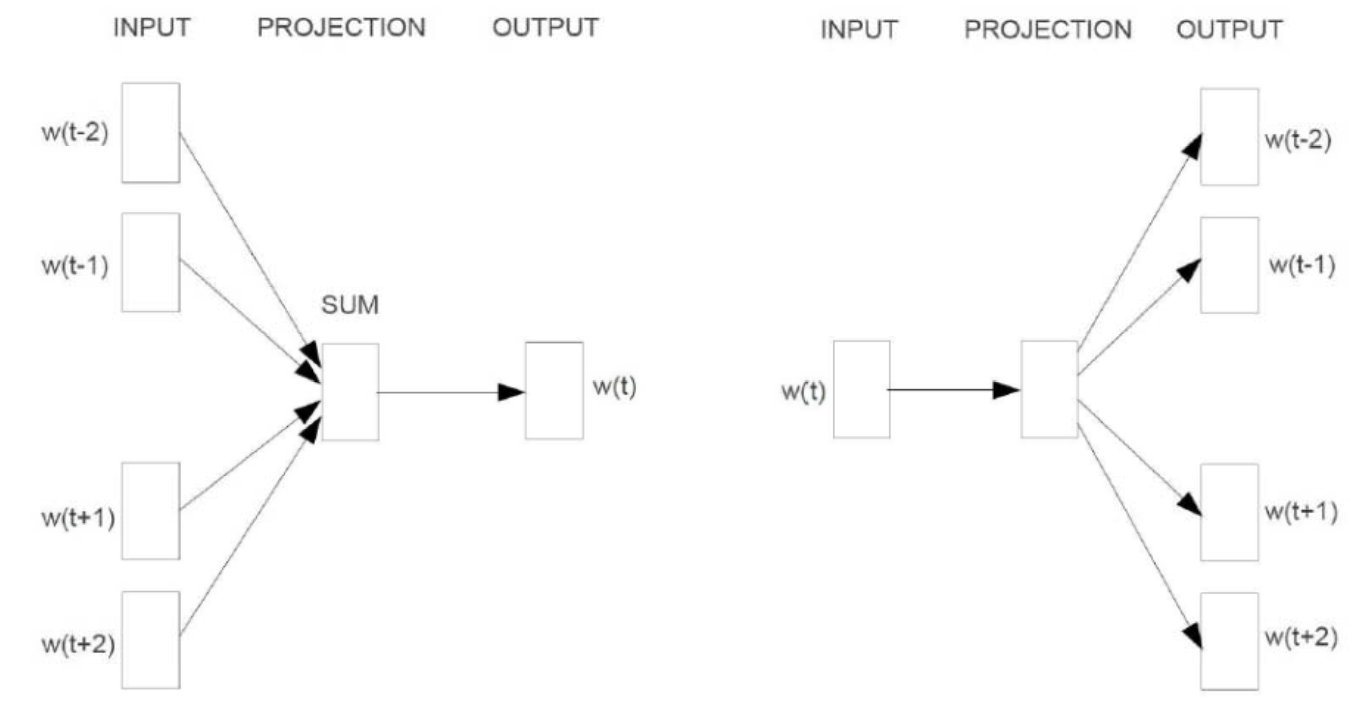 INPUT PROJECTION OUTPUT
w(t-2)
w(t-1)
SUM
w(t)
w(t+1)
w(t+2)
INPUT PROJECTION OUTPUT
w(t-2)
w(t-1)
w(t)
w(t+1)
w(t+2)